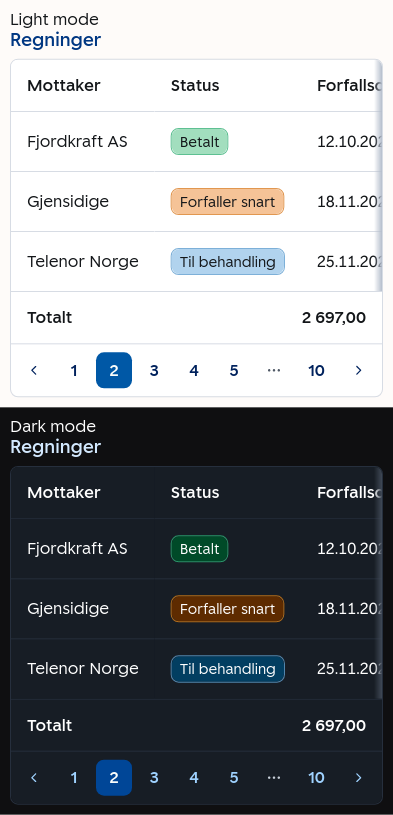 Light mode
Regninger
Mottaker Status
Fjordkraft AS Betalt
Gjensidige Forfaller snart
Telenor Norge Til behandling
Totalt 2 697,00
‹ 1 2 3 4 5 ··· 10 ›
Dark mode
Regninger
Mottaker Status
Fjordkraft AS Betalt
Gjensidige Forfaller snart
Telenor Norge Til behandling
Totalt 2 697,00
‹ 1 2 3 4 5 ··· 10 ›